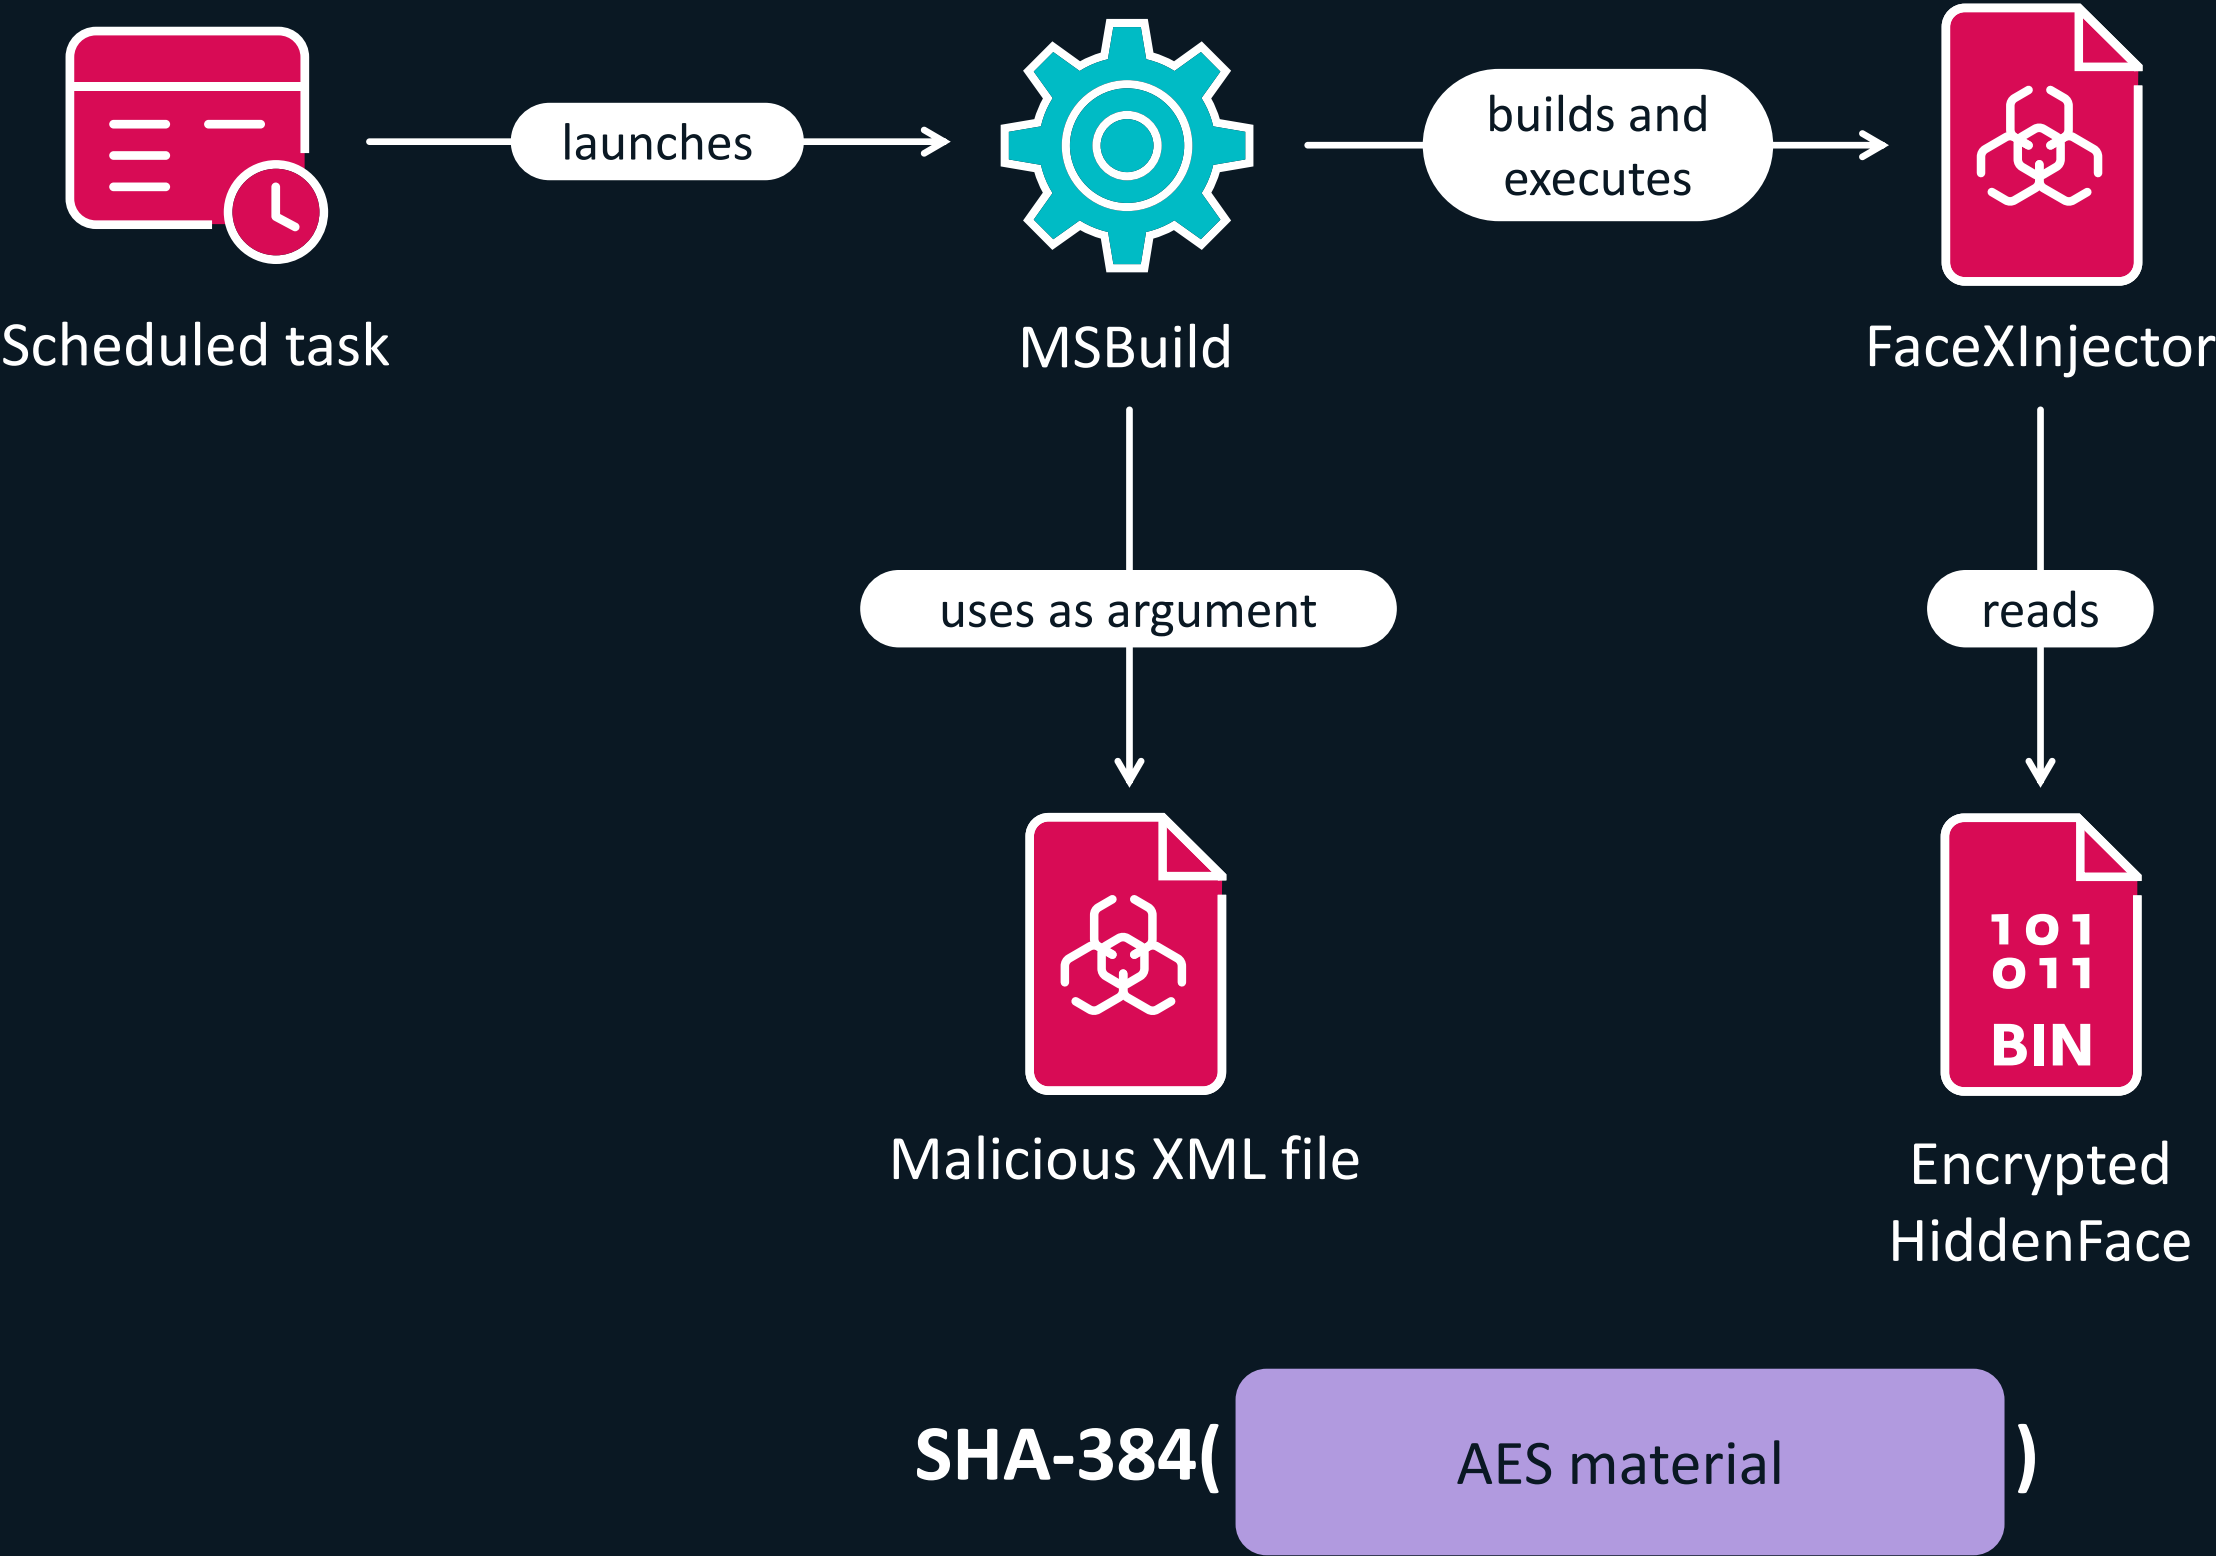 launches
builds and
executes
Scheduled task
MSBuild
FaceXInjector
uses as argument
reads
101
011
BIN
Malicious XML file
Encrypted
HiddenFace
SHA-384( AES material )